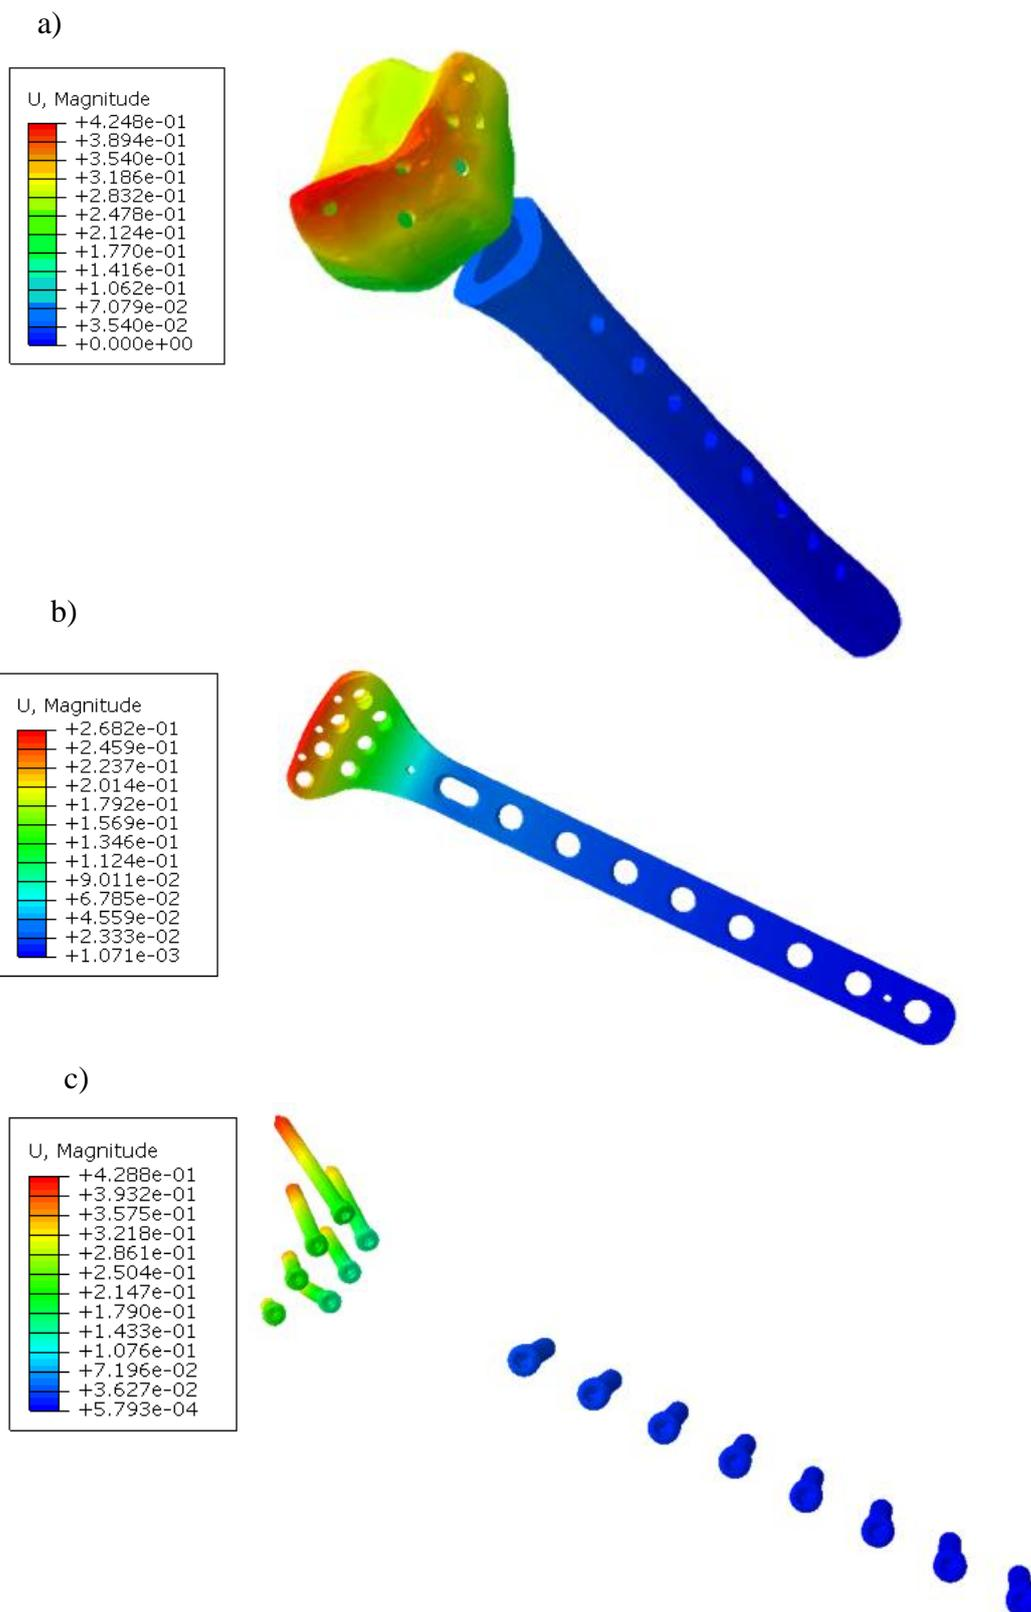 a)
U, Magnitude
+4.248e-01
+3.894e-01
+3.540e-01
+3.186e-01
+2.832e-01
+2.478e-01
+2.124e-01
+1.770e-01
+1.416e-01
+1.062e-01
+7.079e-02
+3.540e-02
+0.000e+00
b)
U, Magnitude
+2.682e-01
+2.459e-01
+2.237e-01
+2.014e-01
+1.792e-01
+1.569e-01
+1.346e-01
+1.124e-01
+9.011e-02
+6.785e-02
+4.559e-02
+2.333e-02
+1.071e-03
c)
U, Magnitude
+4.288e-01
+3.932e-01
+3.575e-01
+3.218e-01
+2.861e-01
+2.504e-01
+2.147e-01
+1.790e-01
+1.433e-01
+1.076e-01
+7.196e-02
+3.627e-02
+5.793e-04